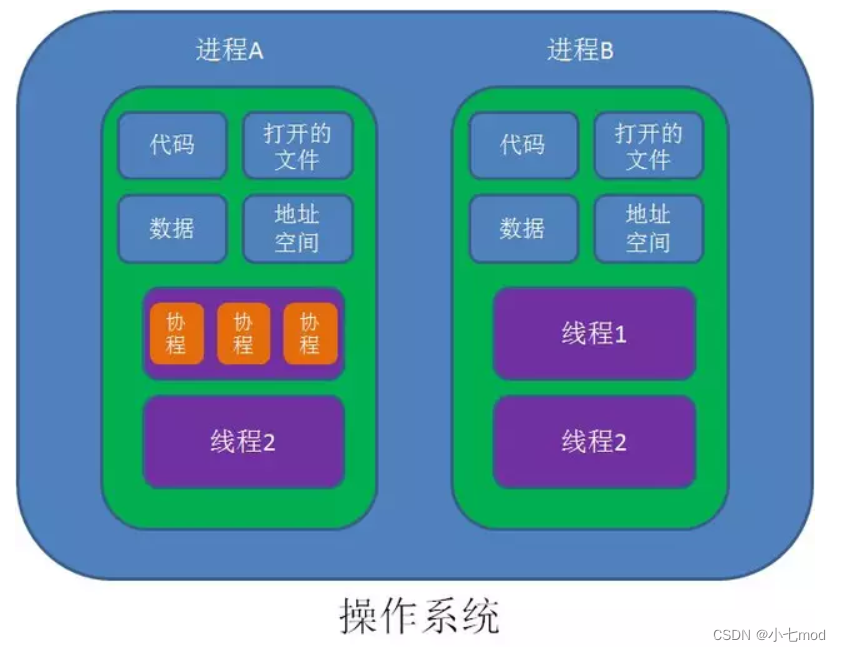 进程A
进程B
代码
打开的
文件
数据
地址
空间
协
程
协
程
协
程
线程2
代码
打开的
文件
数据
地址
空间
线程1
线程2
操作系统
CSDN @小七mod